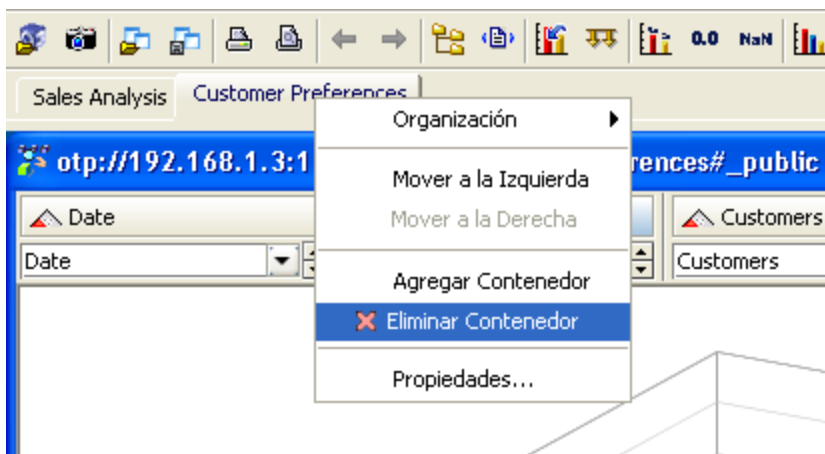 0.0 NaN
Sales Analysis Customer Preferences
Organización
otp://192.168.1.3:1 rences#_public
Mover a la Izquierda
Date Mover a la Derecha Customers
Date Customers
Agregar Contenedor
Eliminar Contenedor
Propiedades...